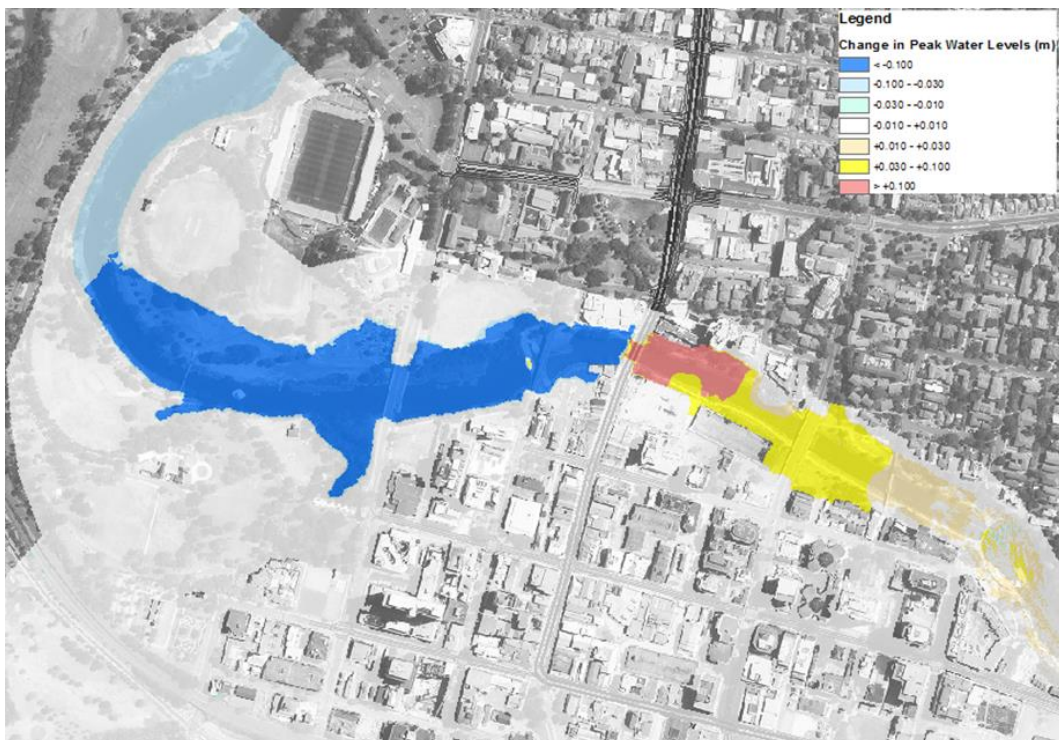 Legend
Change in Peak Water Levels (m)
< -0.100
-0.100 - -0.030
-0.030 - -0.010
-0.010 - +0.010
+0.010 - +0.030
+0.030 - +0.100
> +0.100